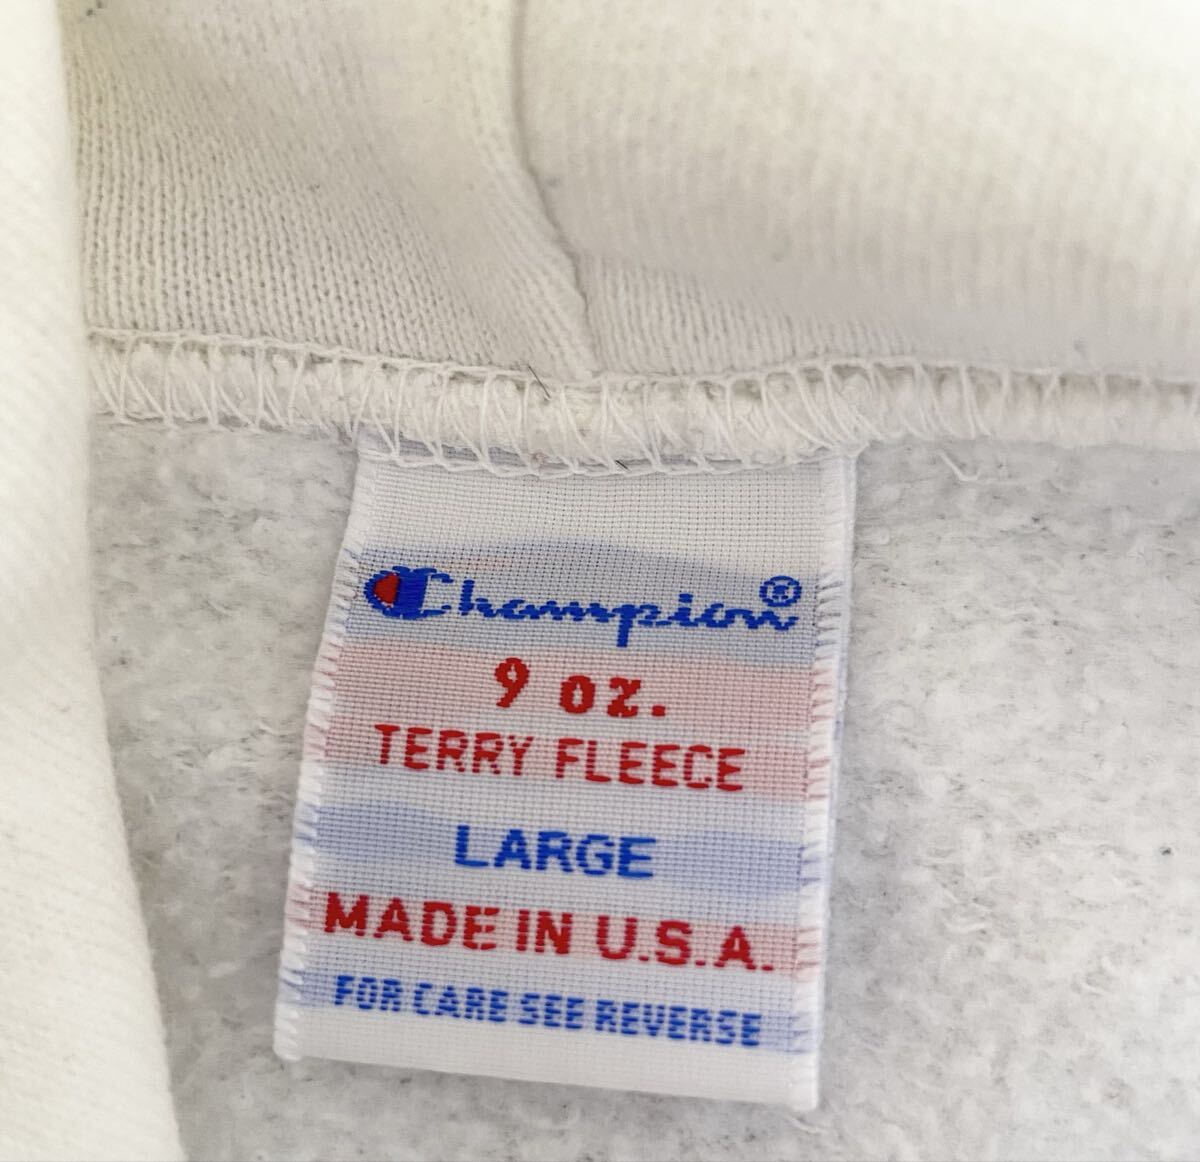 Champion®
9 oz.
TERRY FLEECE
LARGE
MADE IN U.S.A.
FOR CARE SEE REVERSE